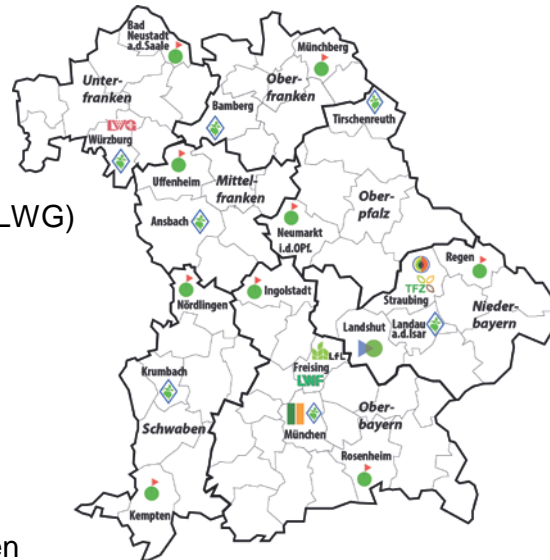 Bad
Neustadt
a.d.Saale
Münchberg
Unter-
franken
Ober-
franken
Bamberg
Tirschenreuth
LWG
Würzburg
Uffenheim
Mittel-
franken
Ober-
pfalz
LWG)
Ansbach
Neumarkt
i.d.OPf.
Regen
TFZ
Straubing
Nieder-
bayern
Nördlingen
Ingolstadt
Landshut
Landau
a.d.Isar
LfL
Freising
LWF
Krumbach
Ober-
bayern
München
Schwaben
Rosenheim
Kempten
en